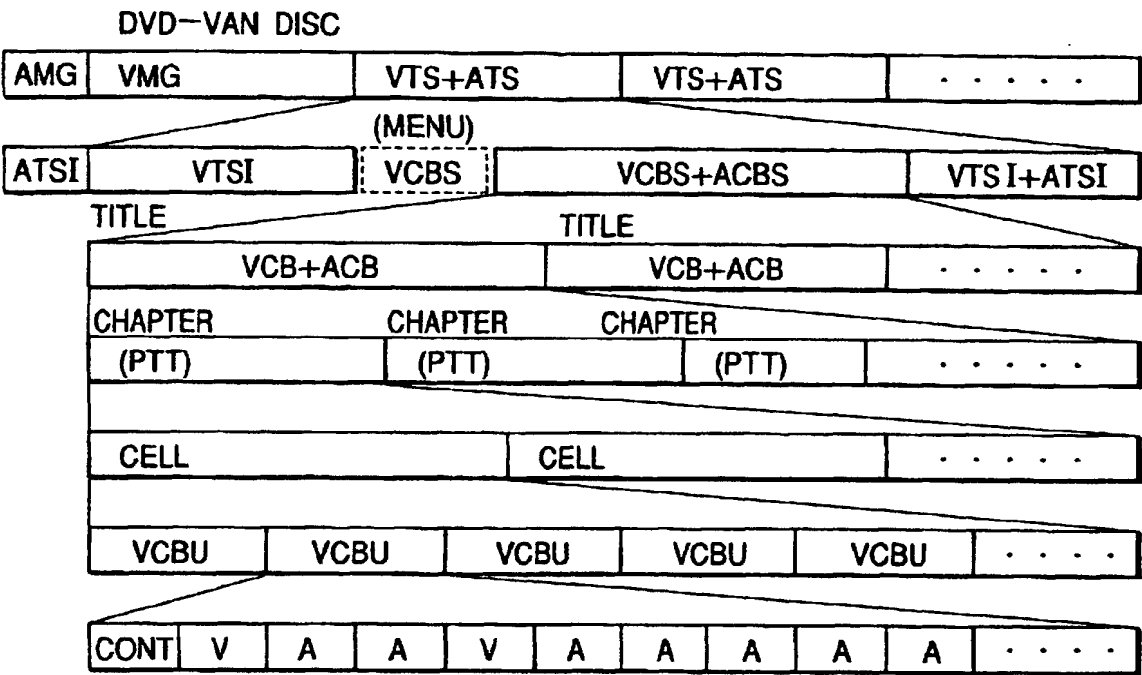 DVD-VAN DISC
AMG VMG VTS+ATS VTS+ATS · · · · ·
(MENU)
ATSI VTSI VCBS VCBS+ACBS VTSI+ATSI
TITLE TITLE
VCB+ACB VCB+ACB · · · · ·
CHAPTER CHAPTER CHAPTER
(PTT) (PTT) (PTT) · · · · ·
CELL CELL · · · · ·
VCBU VCBU VCBU VCBU VCBU · · · ·
CONT V A A V A A A A A · · · · ·